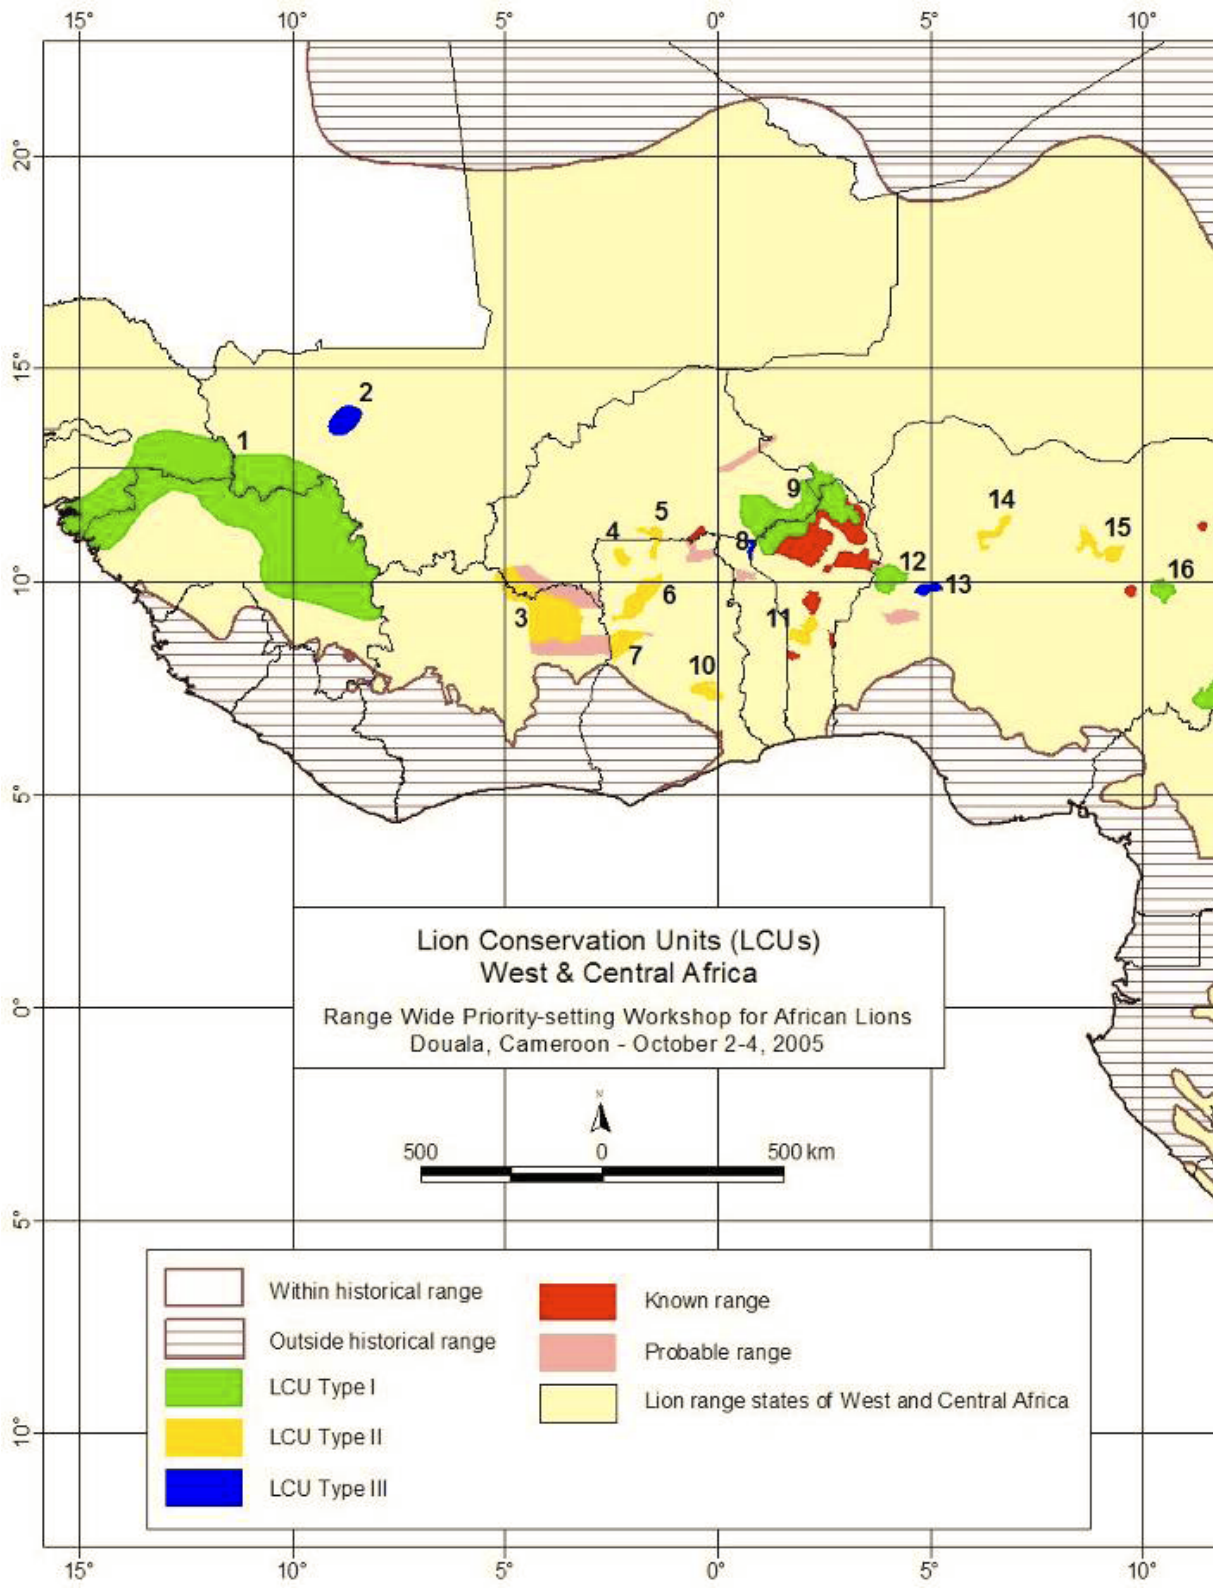 15° 10° 5° 0° 5° 10°
20°
15°
2
1
9
14
5
4
15
8
12
16
10°
13
6
3
11
7
10
5°
Lion Conservation Units (LCUs)
West & Central Africa
Range Wide Priority-setting Workshop for African Lions
Douala, Cameroon - October 2-4, 2005
0°
N
500 0 500 km
5°
Within historical range
Outside historical range
LCU Type I
LCU Type II
LCU Type III
Known range
Probable range
Lion range states of West and Central Africa
10°
15° 10° 5° 0° 5° 10°